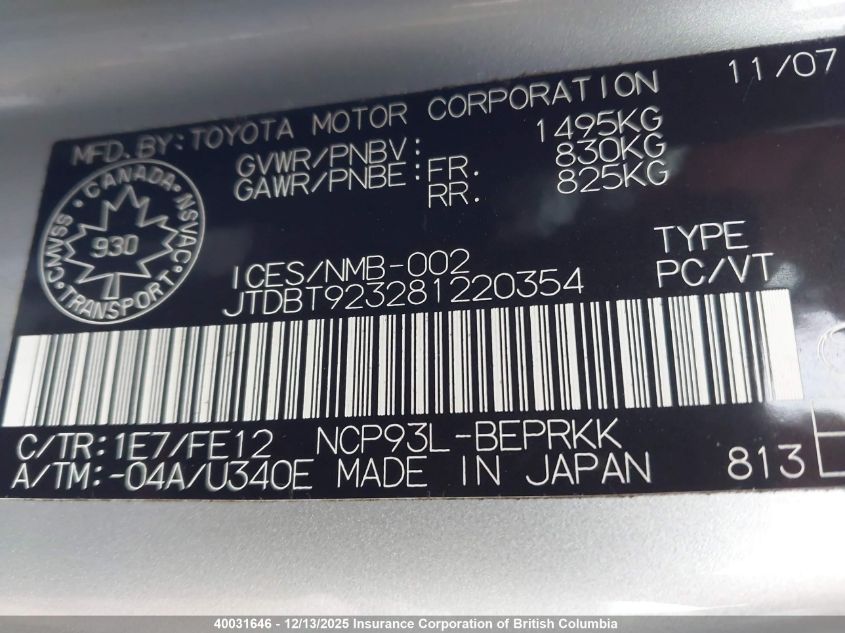 11/07
MFD. BY: TOYOTA MOTOR CORPORATION
GVWR/PNBV: 1495KG
GAWR/PNBE: FR. 830KG
RR. 825KG
CANADA
CMVSS 930 NSVAC
TRANSPORT
ICES/NMB-002 TYPE
JTDBT923281220354 PC/VT
C/TR: 1E7/FE12 NCP93L-BEPRKK
A/TM: -04A/U340E MADE IN JAPAN 813
40031646 - 12/13/2025 Insurance Corporation of British Columbia